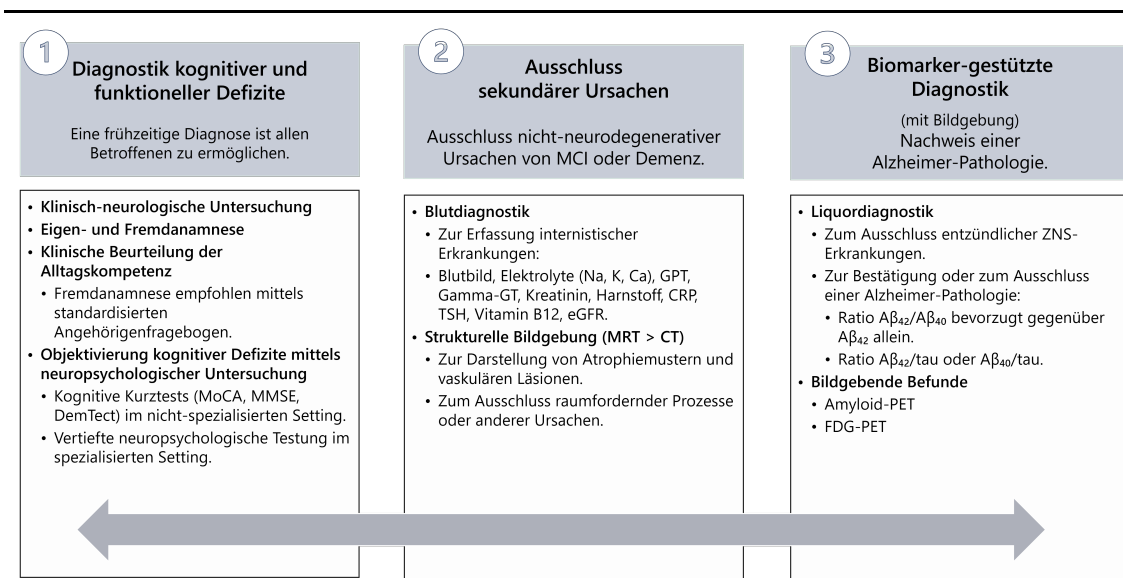 1
Diagnostik kognitiver und
funktioneller Defizite
Eine frühzeitige Diagnose ist allen
Betroffenen zu ermöglichen.
• Klinisch-neurologische Untersuchung
• Eigen- und Fremdanamnese
• Klinische Beurteilung der
Alltagskompetenz
• Fremdanamnese empfohlen mittels
standardisierten
Angehörigenfragebogen.
• Objektivierung kognitiver Defizite mittels
neuropsychologischer Untersuchung
• Kognitive Kurztests (MoCA, MMSE,
DemTect) im nicht-spezialisierten Setting.
• Vertiefte neuropsychologische Testung im
spezialisierten Setting.
2
Ausschluss
sekundärer Ursachen
Ausschluss nicht-neurodegenerativer
Ursachen von MCI oder Demenz.
• Blutdiagnostik
• Zur Erfassung internistischer
Erkrankungen:
• Blutbild, Elektrolyte (Na, K, Ca), GPT,
Gamma-GT, Kreatinin, Harnstoff, CRP,
TSH, Vitamin B12, eGFR.
• Strukturelle Bildgebung (MRT > CT)
• Zur Darstellung von Atrophiemustern und
vaskulären Läsionen.
• Zum Ausschluss raumfordernder Prozesse
oder anderer Ursachen.
3
Biomarker-gestützte
Diagnostik
(mit Bildgebung)
Nachweis einer
Alzheimer-Pathologie.
• Liquordiagnostik
• Zum Ausschluss entzündlicher ZNS-
Erkrankungen.
• Zur Bestätigung oder zum Ausschluss
einer Alzheimer-Pathologie:
• Ratio Aβ₄₂/Aβ₄₀ bevorzugt gegenüber
Aβ₄₂ allein.
• Ratio Aβ₄₂/tau oder Aβ₄₀/tau.
• Bildgebende Befunde
• Amyloid-PET
• FDG-PET